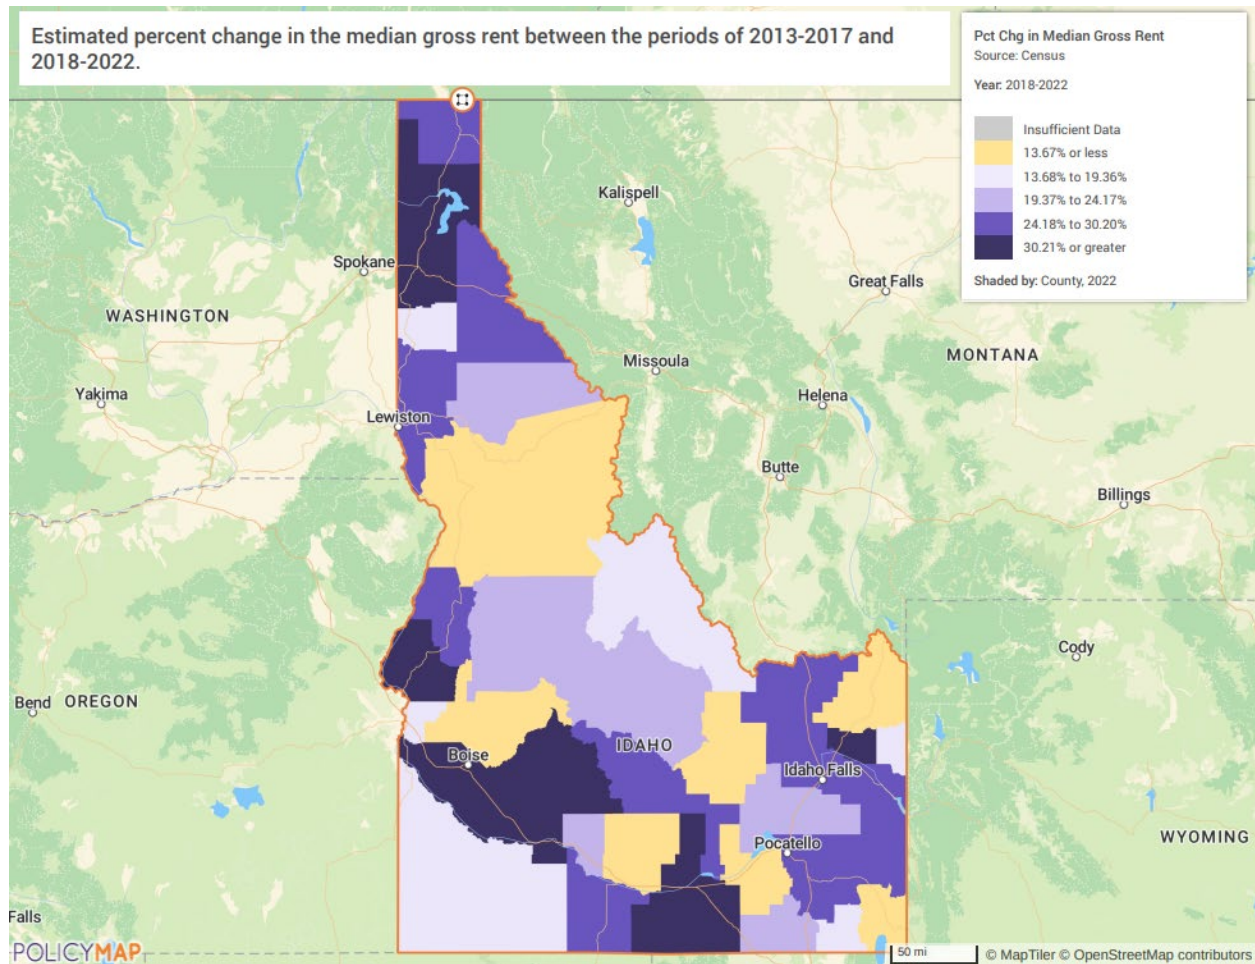 Estimated percent change in the median gross rent between the periods of 2013-2017 and
2018-2022.
Pct Chg in Median Gross Rent
Source: Census
Year: 2018-2022
Insufficient Data
13.67% or less
13.68% to 19.36%
19.37% to 24.17%
24.18% to 30.20%
30.21% or greater
Shaded by: County, 2022
Kalispell
Spokane
Great Falls
WASHINGTON
Missoula
MONTANA
Yakima
Helena
Lewiston
Butte
Billings
Cody
Bend
OREGON
IDAHO
Boise
Idaho Falls
WYOMING
Pocatello
Falls
POLICYMAP
50 mi
© MapTiler © OpenStreetMap contributors